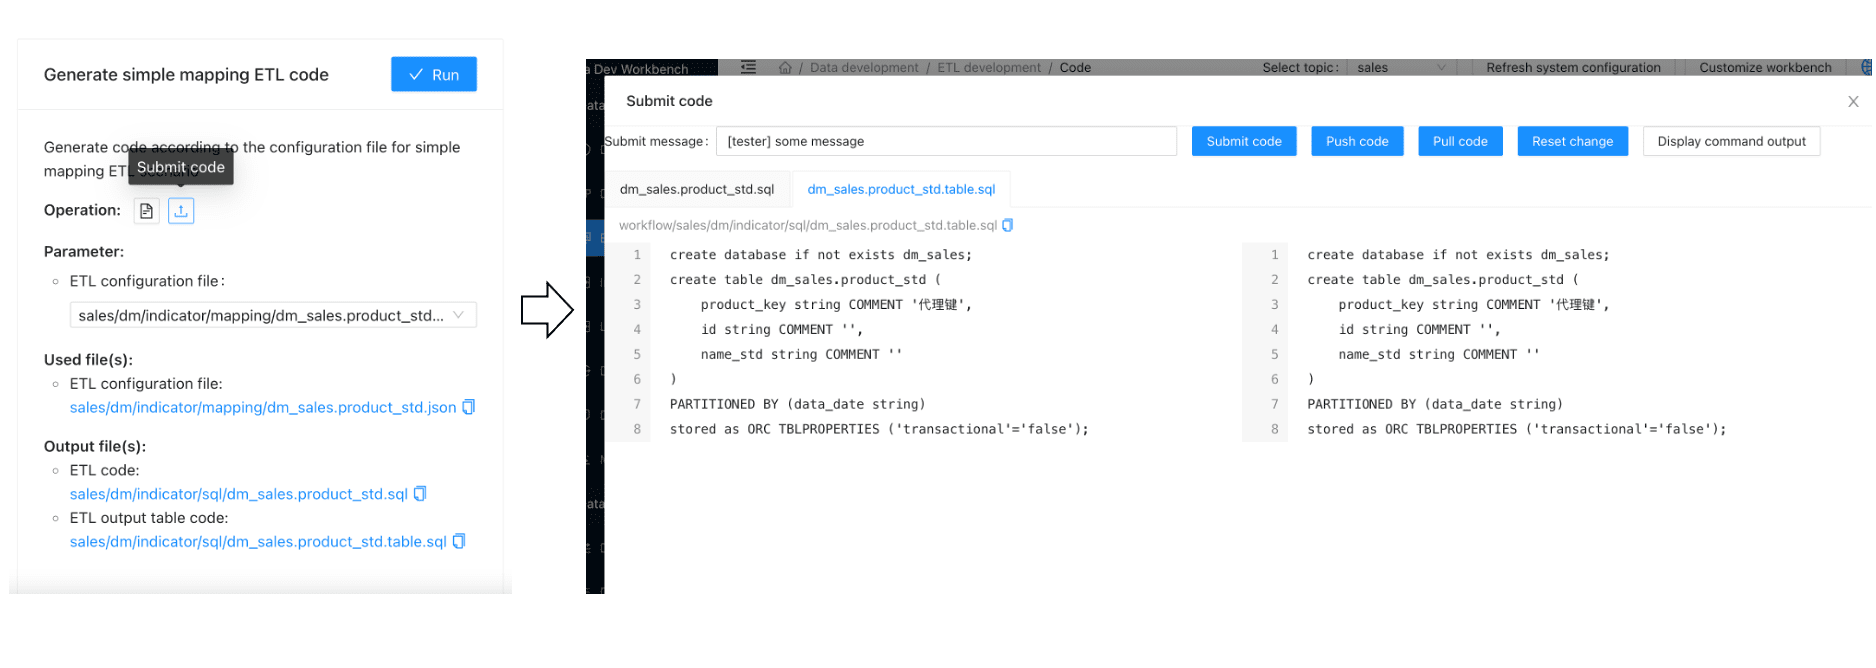 Generate simple mapping ETL code
Run
Generate code according to the configuration file for simple
mapping ETL scenario
Submit code
Operation:
Parameter:
ETL configuration file:
sales/dm/indicator/mapping/dm_sales.product_std...
Used file(s):
ETL configuration file:
sales/dm/indicator/mapping/dm_sales.product_std.json
Output file(s):
ETL code:
sales/dm/indicator/sql/dm_sales.product_std.sql
ETL output table code:
sales/dm/indicator/sql/dm_sales.product_std.table.sql
a Dev Workbench
/ Data development / ETL development / Code
Select topic: sales
Refresh system configuration
Customize workbench
Submit code
Submit message: [tester] some message
Submit code
Push code
Pull code
Reset change
Display command output
dm_sales.product_std.sql
dm_sales.product_std.table.sql
workflow/sales/dm/indicator/sql/dm_sales.product_std.table.sql
1 create database if not exists dm_sales;
2 create table dm_sales.product_std (
3 product_key string COMMENT '代理键',
4 id string COMMENT '',
5 name_std string COMMENT ''
6 )
7 PARTITIONED BY (data_date string)
8 stored as ORC TBLPROPERTIES ('transactional'='false');
1 create database if not exists dm_sales;
2 create table dm_sales.product_std (
3 product_key string COMMENT '代理键',
4 id string COMMENT '',
5 name_std string COMMENT ''
6 )
7 PARTITIONED BY (data_date string)
8 stored as ORC TBLPROPERTIES ('transactional'='false');